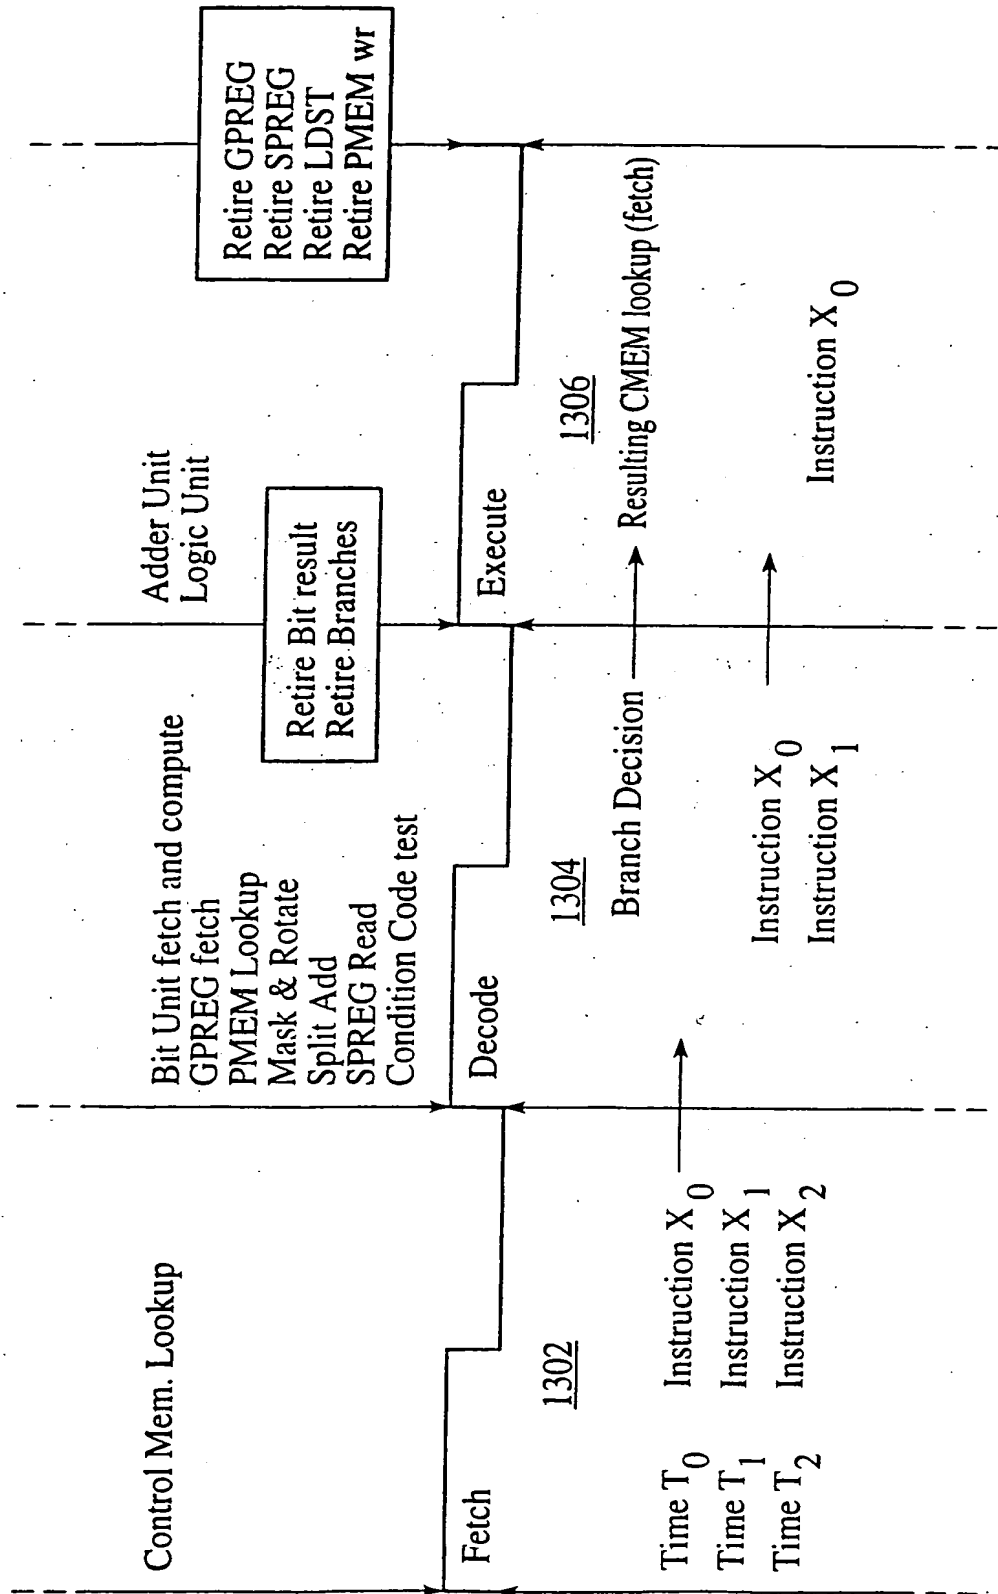 Control Mem. Lookup
Bit Unit fetch and compute
GPREG fetch
PMEM Lookup
Mask & Rotate
Split Add
SPREG Read
Condition Code test
Adder Unit
Logic Unit
Retire Bit result
Retire Branches
Retire GPREG
Retire SPREG
Retire LDST
Retire PMEM wr
Fetch
Decode
Execute
1302
1304
1306
Branch Decision
Resulting CMEM lookup (fetch)
Time T0
Instruction X0
Time T1
Instruction X1
Time T2
Instruction X2
Instruction X0
Instruction X1
Instruction X0